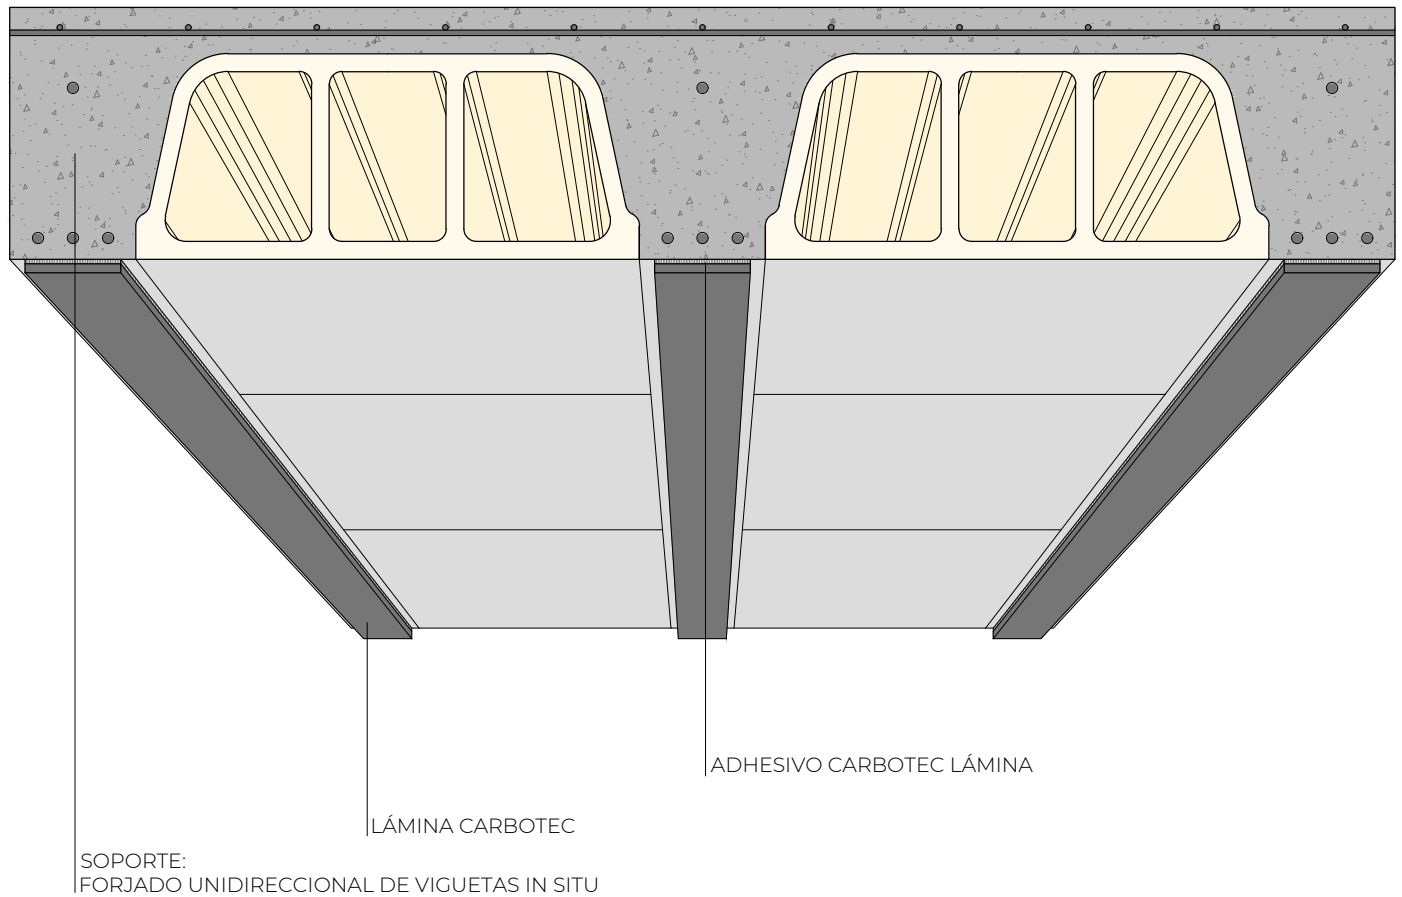 ADHESIVO CARBOTEC LÁMINA
LÁMINA CARBOTEC
SOPORTE:
FORJADO UNIDIRECCIONAL DE VIGUETAS IN SITU